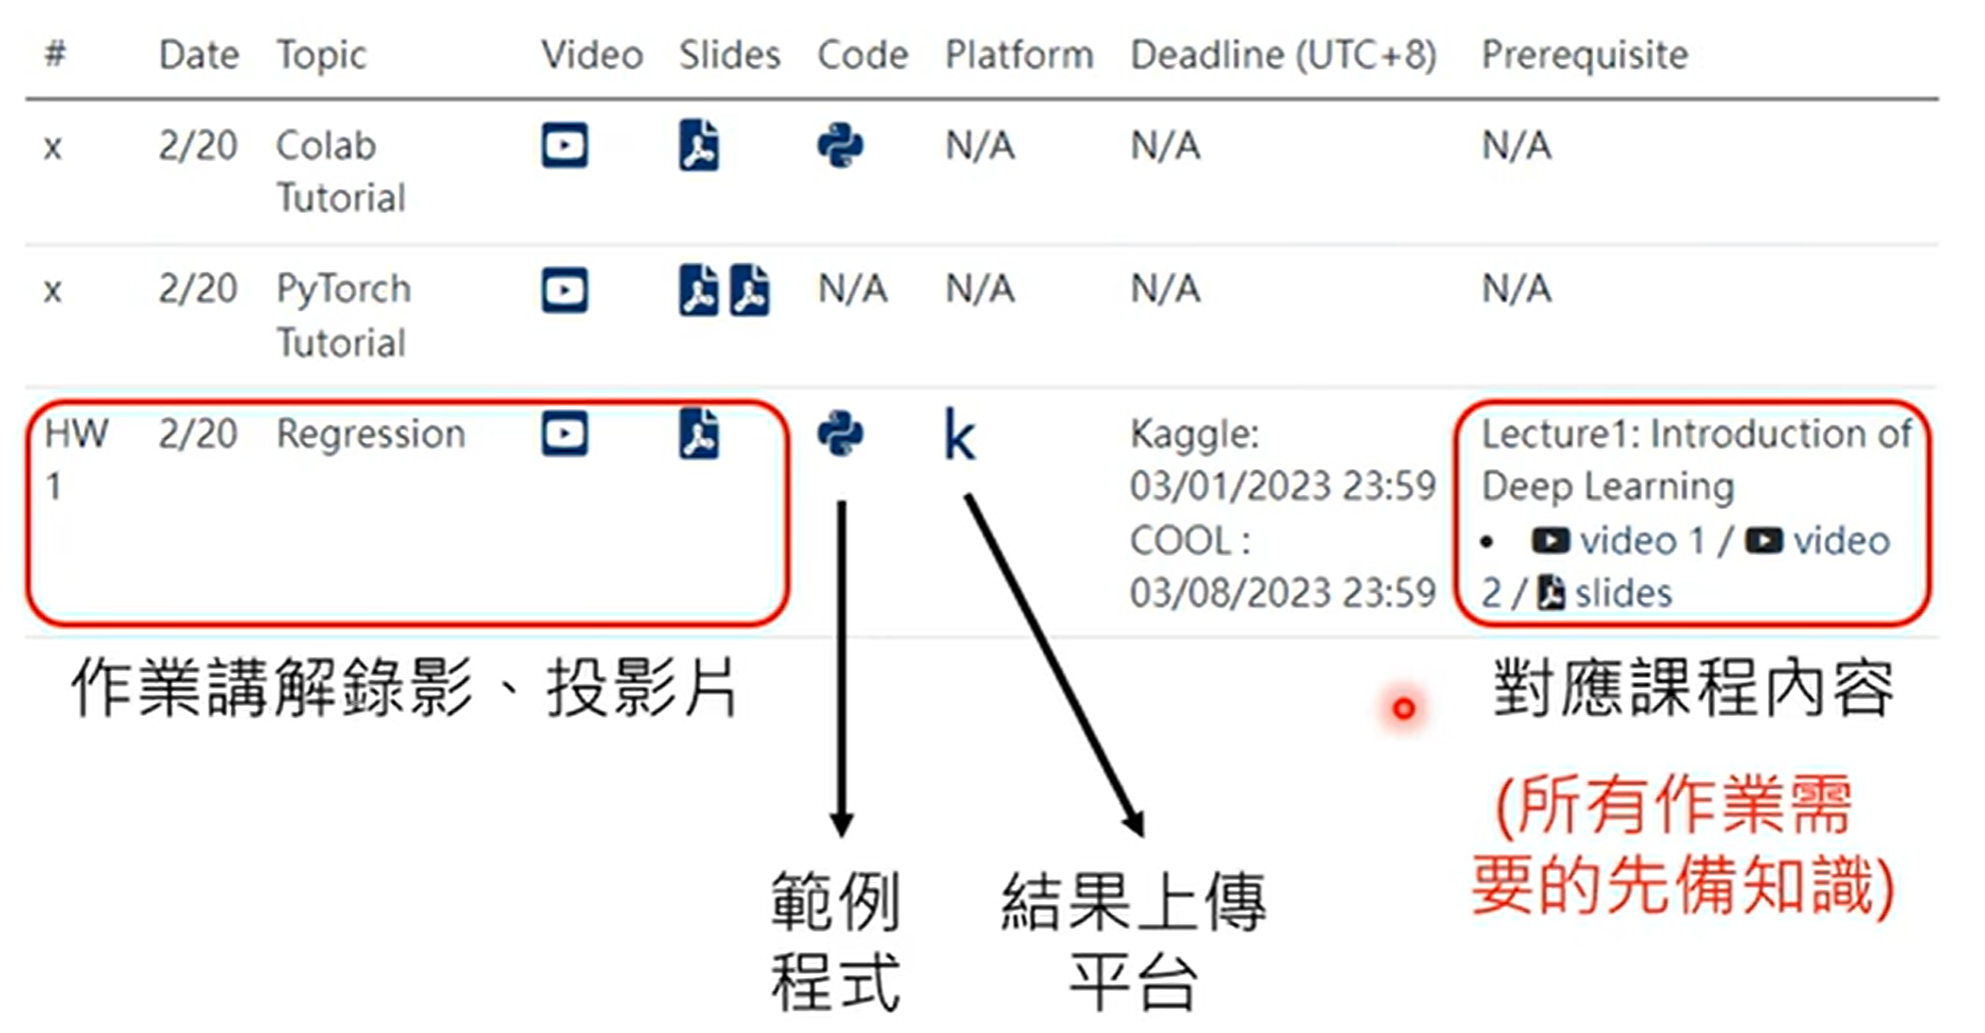 # Date Topic Video Slides Code Platform Deadline (UTC+8) Prerequisite
x 2/20 Colab N/A N/A N/A
Tutorial
x 2/20 PyTorch N/A N/A N/A N/A
Tutorial
HW 2/20 Regression k Kaggle: Lecture1: Introduction of
1 03/01/2023 23:59 Deep Learning
COOL : • video 1 / video
03/08/2023 23:59 2 / slides
作業講解錄影、投影片
對應課程內容
(所有作業需
要的先備知識)
範例
程式
結果上傳
平台